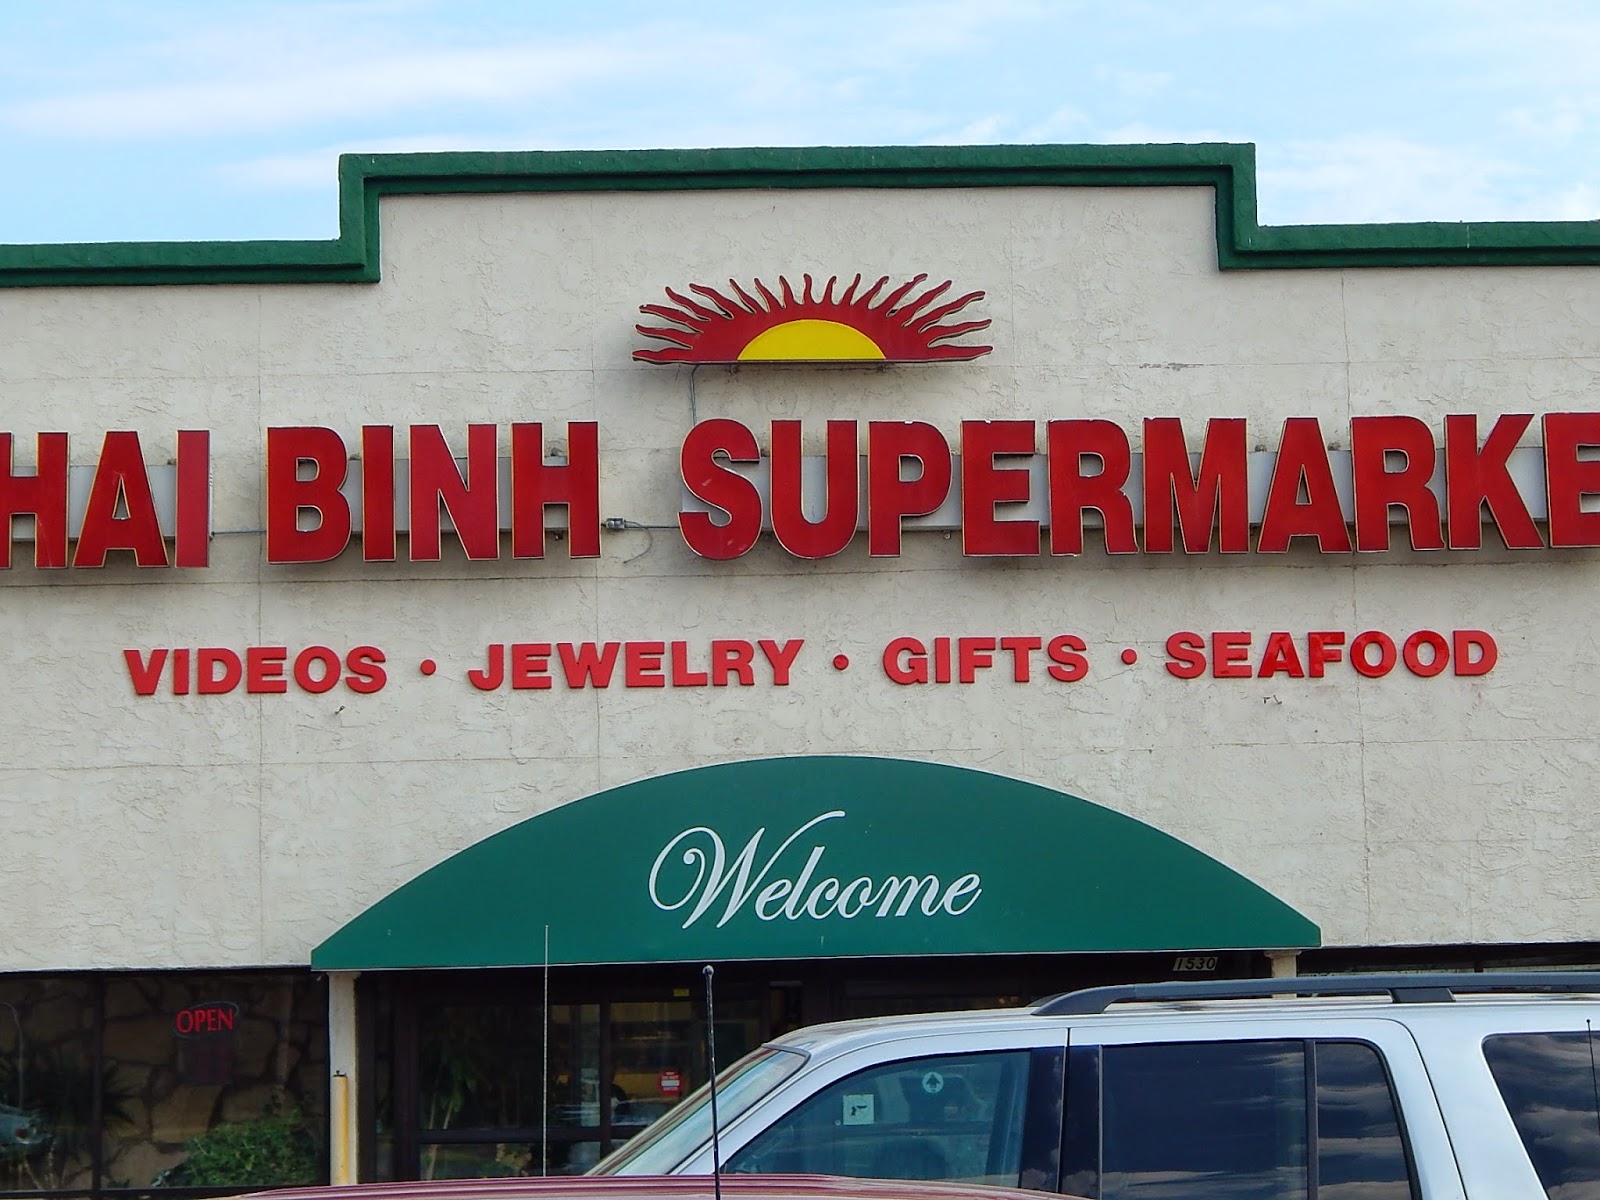 HAI BINH SUPERMARKE
VIDEOS • JEWELRY • GIFTS • SEAFOOD
Welcome
1530
OPEN